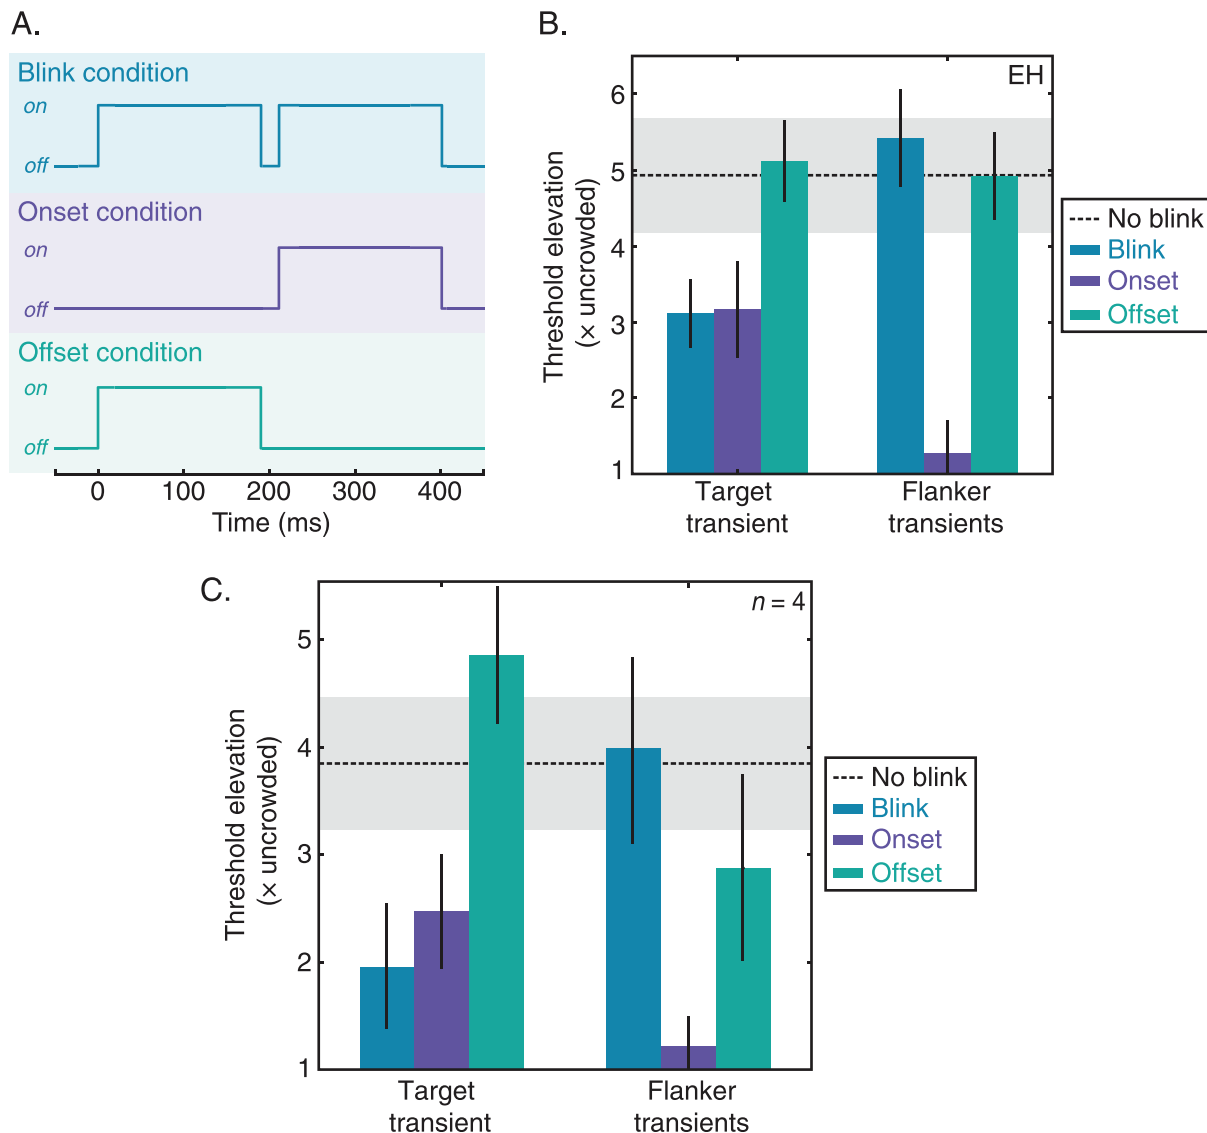 A.
Blink condition
on
off
Onset condition
on
off
Offset condition
on
off
0 100 200 300 400
Time (ms)
B.
EH
Threshold elevation
(× uncrowded)
6
5
4
3
2
1
Target
transient
Flanker
transients
No blink
Blink
Onset
Offset
C.
n = 4
Threshold elevation
(× uncrowded)
5
4
3
2
1
Target
transient
Flanker
transients
No blink
Blink
Onset
Offset